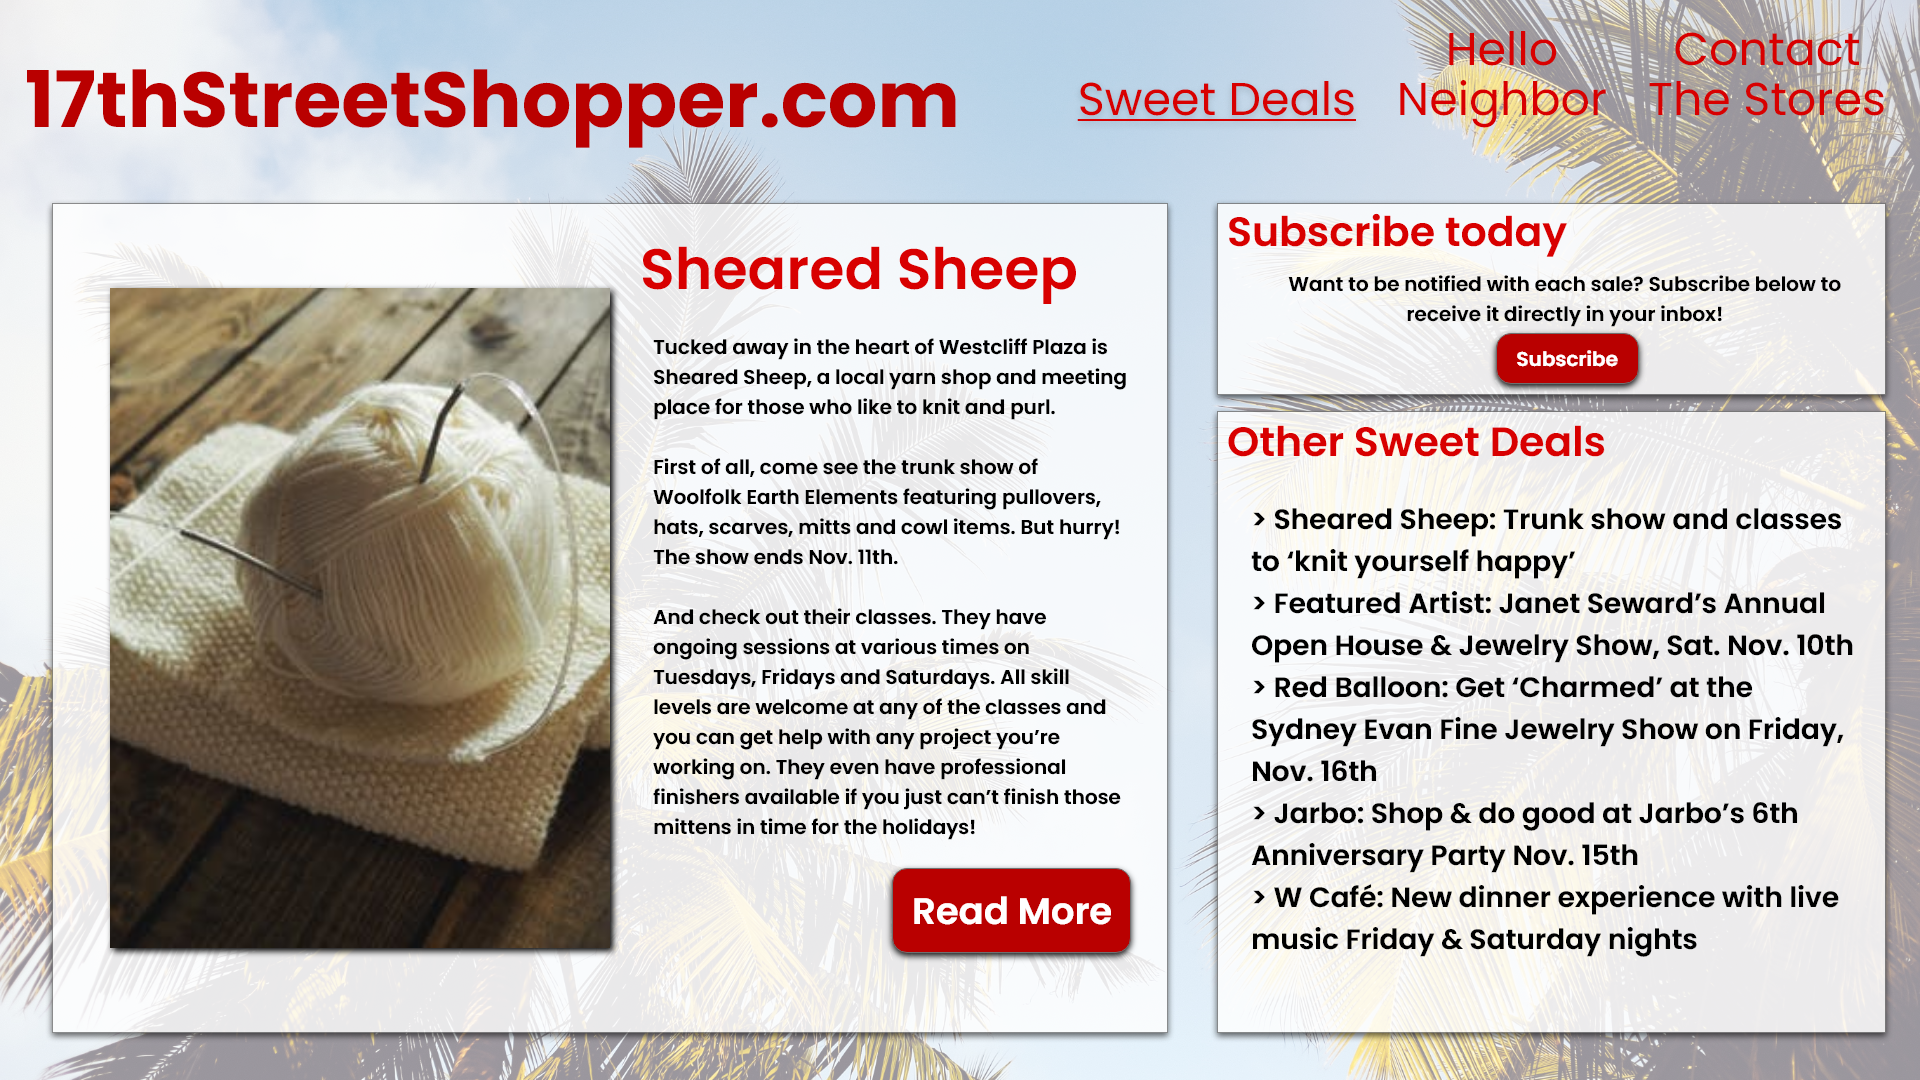 17thStreetShopper.com
Sweet Deals
Hello
Neighbor
Contact
The Stores
Sheared Sheep
Tucked away in the heart of Westcliff Plaza is
Sheared Sheep, a local yarn shop and meeting
place for those who like to knit and purl.
First of all, come see the trunk show of
Woolfolk Earth Elements featuring pullovers,
hats, scarves, mitts and cowl items. But hurry!
The show ends Nov. 11th.
And check out their classes. They have
ongoing sessions at various times on
Tuesdays, Fridays and Saturdays. All skill
levels are welcome at any of the classes and
you can get help with any project you’re
working on. They even have professional
finishers available if you just can’t finish those
mittens in time for the holidays!
Read More
Subscribe today
Want to be notified with each sale? Subscribe below to
receive it directly in your inbox!
Subscribe
Other Sweet Deals
> Sheared Sheep: Trunk show and classes
to ‘knit yourself happy’
> Featured Artist: Janet Seward’s Annual
Open House & Jewelry Show, Sat. Nov. 10th
> Red Balloon: Get ‘Charmed’ at the
Sydney Evan Fine Jewelry Show on Friday,
Nov. 16th
> Jarbo: Shop & do good at Jarbo’s 6th
Anniversary Party Nov. 15th
> W Café: New dinner experience with live
music Friday & Saturday nights